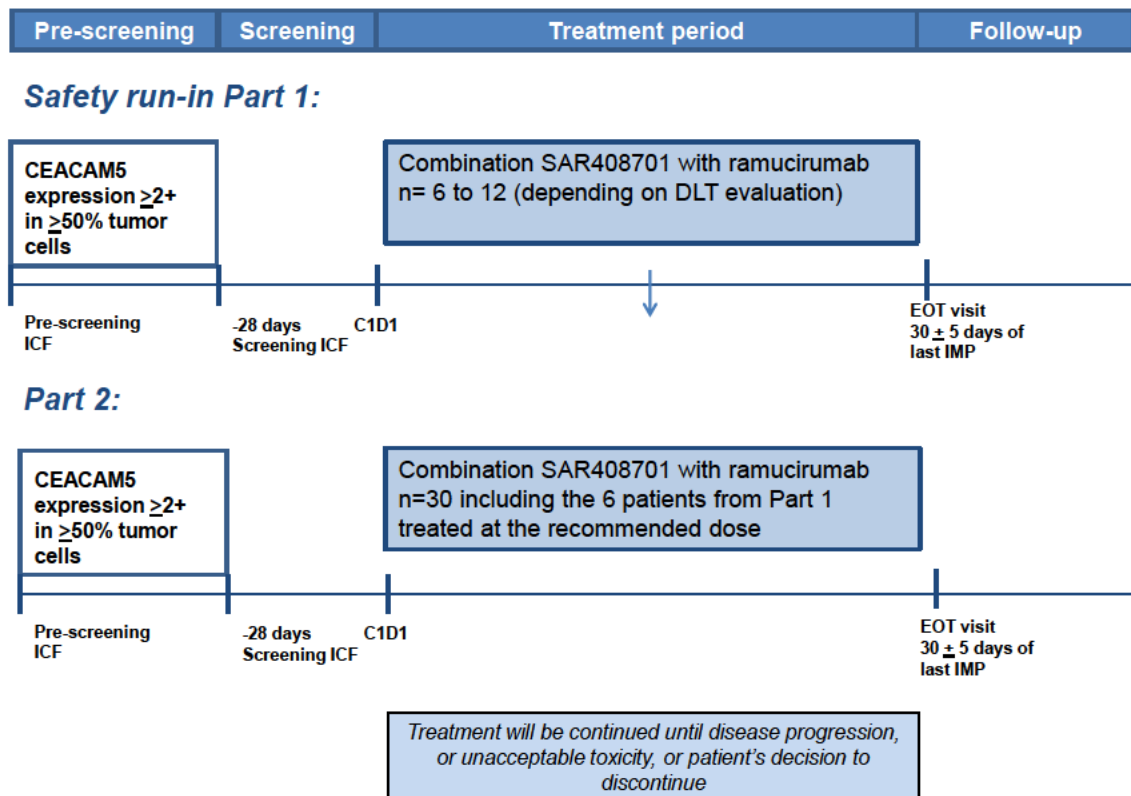 Pre-screening Screening Treatment period Follow-up
Safety run-in Part 1:
CEACAM5
expression ≥2+
in ≥50% tumor
cells
Combination SAR408701 with ramucirumab
n= 6 to 12 (depending on DLT evaluation)
Pre-screening
ICF
-28 days C1D1
Screening ICF
EOT visit
30 ± 5 days of
last IMP
Part 2:
CEACAM5
expression ≥2+
in ≥50% tumor
cells
Combination SAR408701 with ramucirumab
n=30 including the 6 patients from Part 1
treated at the recommended dose
Pre-screening
ICF
-28 days C1D1
Screening ICF
EOT visit
30 ± 5 days of
last IMP
Treatment will be continued until disease progression,
or unacceptable toxicity, or patient's decision to
discontinue